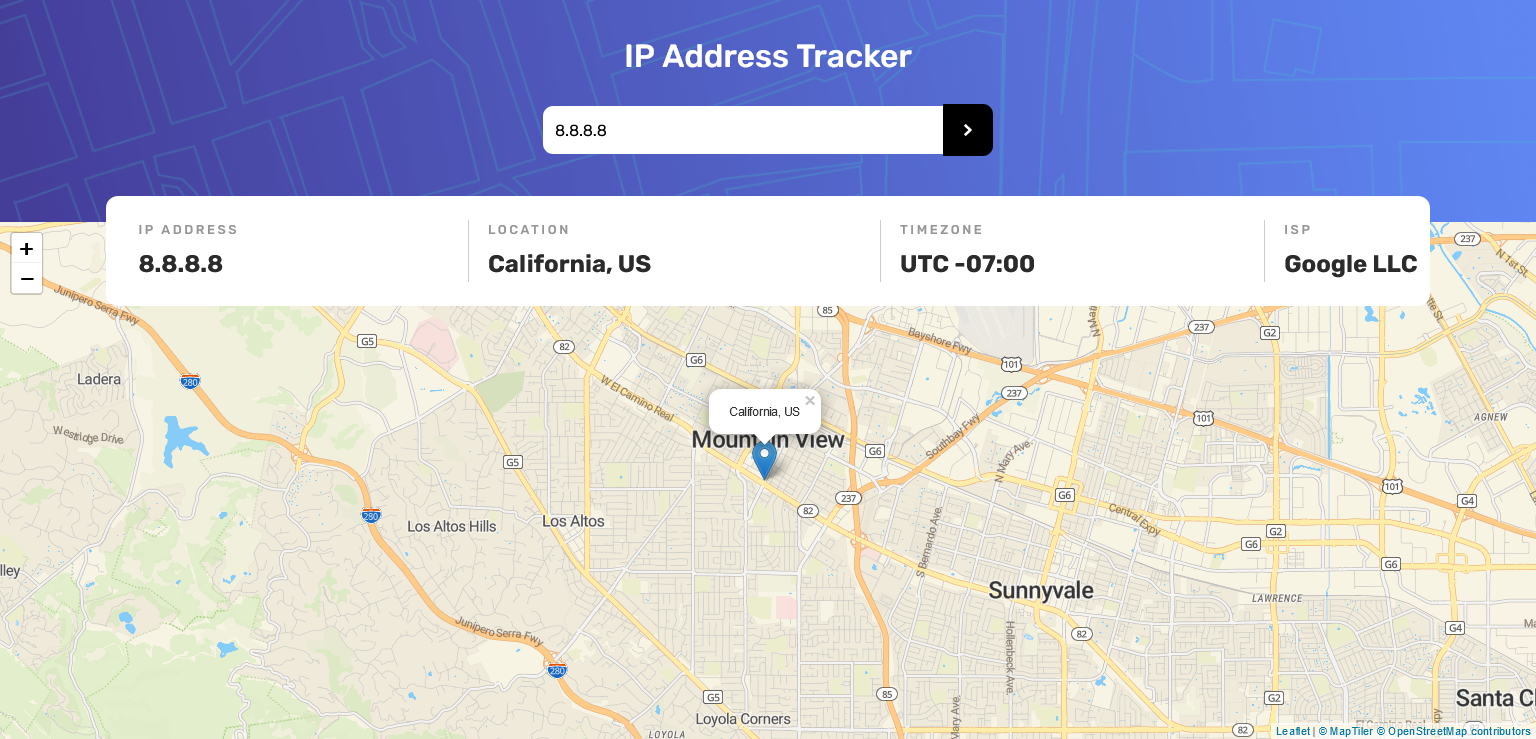 IP Address Tracker
8.8.8.8
IP ADDRESS
8.8.8.8
LOCATION
California, US
TIMEZONE
UTC -07:00
ISP
Google LLC
+
−
237
N 1st St
Junipero Serra Fwy
85
237
G2
G5
82
Bayshore Fwy
G6
101
Ladera
280
W El Camino Real
237
California, US
×
101
AGNEW
Westridge Drive
Mountain View
Southbay Fwy
G6
N Mary Ave.
G5
101
237
G6
G4
280
82
Central Expy
Los Altos Hills
Los Altos
S Bernardo Ave.
G2
G6
G6
lley
Sunnyvale
LAWRENCE
Junipero Serra Fwy
82
G4
Hollenbeck Ave.
280
G5
85
G2
Santa Cl
Loyola Corners
Mary Ave.
LOYOLA
82
Leaflet | © MapTiler © OpenStreetMap contributors